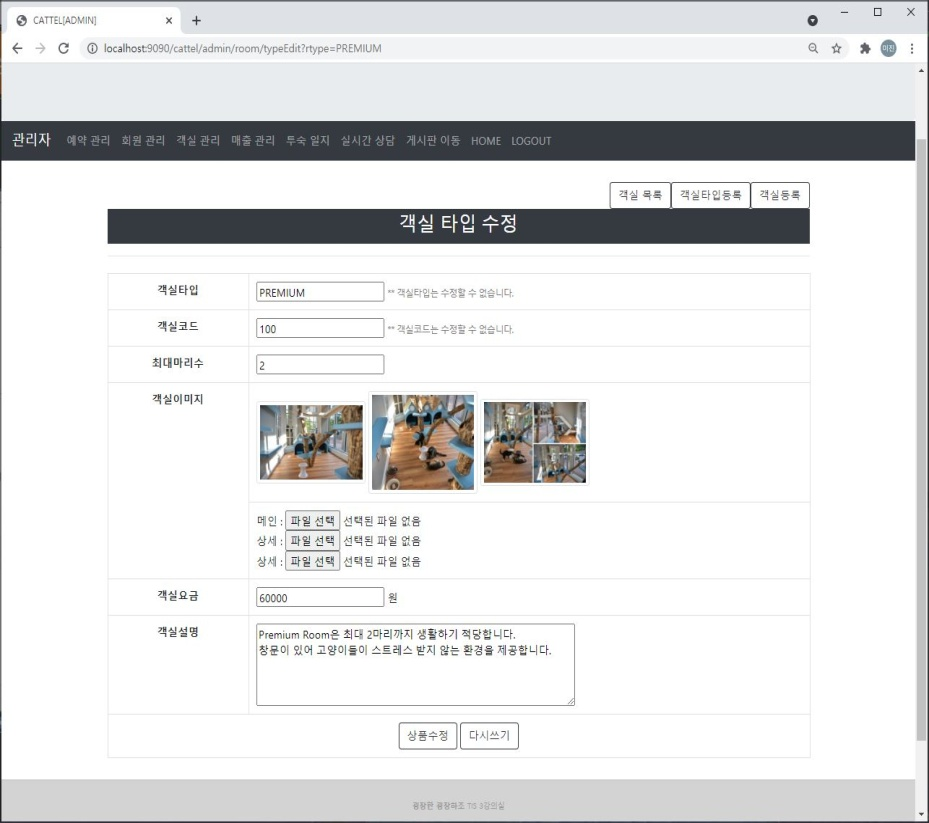 CATTEL[ADMIN]
localhost:9090/cattel/admin/room/typeEdit?rtype=PREMIUM
미진
관리자 예약 관리 회원 관리 객실 관리 매출 관리 투숙 일지 실시간 상담 게시판 이동 HOME LOGOUT
객실 목록 객실타입등록 객실등록
객실 타입 수정
객실타입 PREMIUM ** 객실타입는 수정할 수 없습니다.
객실코드 100 ** 객실코드는 수정할 수 없습니다.
최대마리수 2
객실이미지
메인 : 파일 선택 선택된 파일 없음
상세 : 파일 선택 선택된 파일 없음
상세 : 파일 선택 선택된 파일 없음
객실요금 60000 원
객실설명 Premium Room은 최대 2마리까지 생활하기 적당합니다.
창문이 있어 고양이들이 스트레스 받지 않는 환경을 제공합니다.
상품수정 다시쓰기
TIS 3강의실